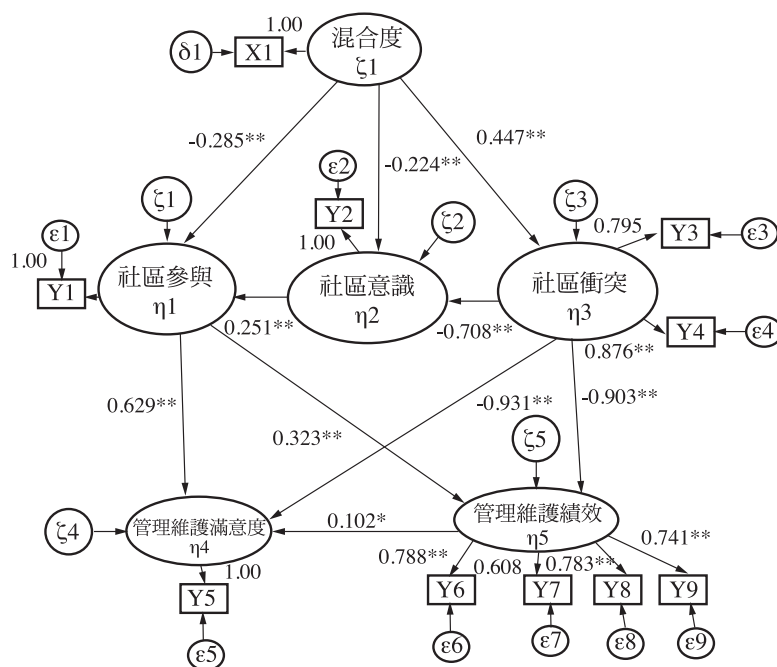 1.00
混合度
δ1
X1
ζ1
-0.285**
0.447**
ε2
-0.224**
ζ1
ζ3
Y2
ζ2
0.795
ε1
1.00
Y3
ε3
1.00
社區參與
社區意識
社區衝突
Y1
η1
η2
η3
0.251**
-0.708**
Y4
ε4
0.876**
0.629**
-0.931**
-0.903**
0.323**
ζ5
ζ4
管理維護滿意度
0.102*
管理維護績效
η4
η5
0.741**
1.00
0.788**
0.608
0.783**
Y5
Y6
Y7
Y8
Y9
ε5
ε6
ε7
ε8
ε9